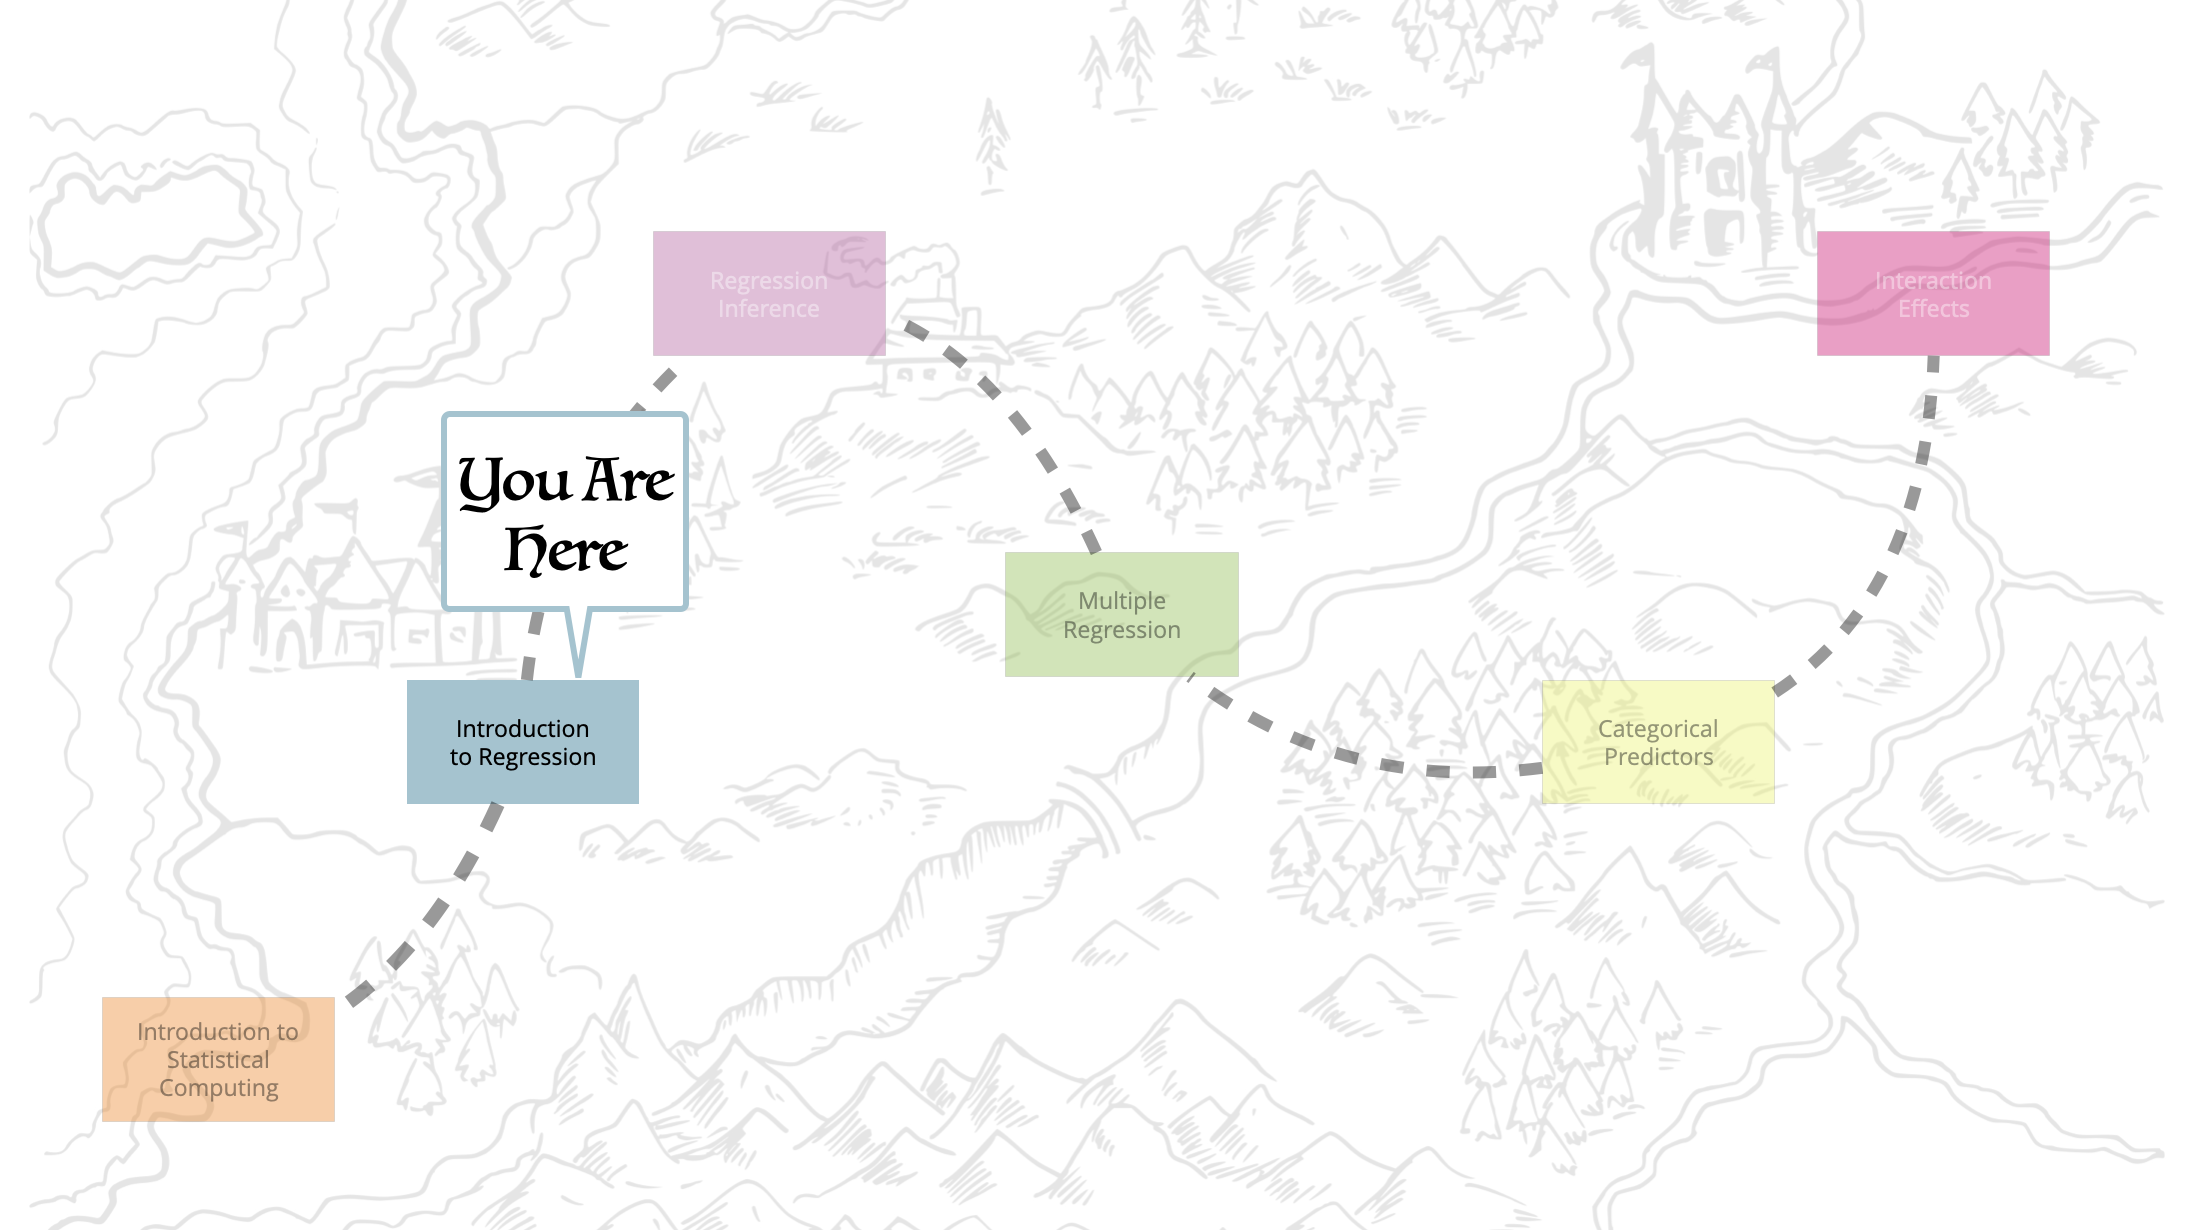 Regression
Inference
Interaction
Effects
You Are
Here
Multiple
Regression
Introduction
to Regression
Categorical
Predictors
Introduction to
Statistical
Computing